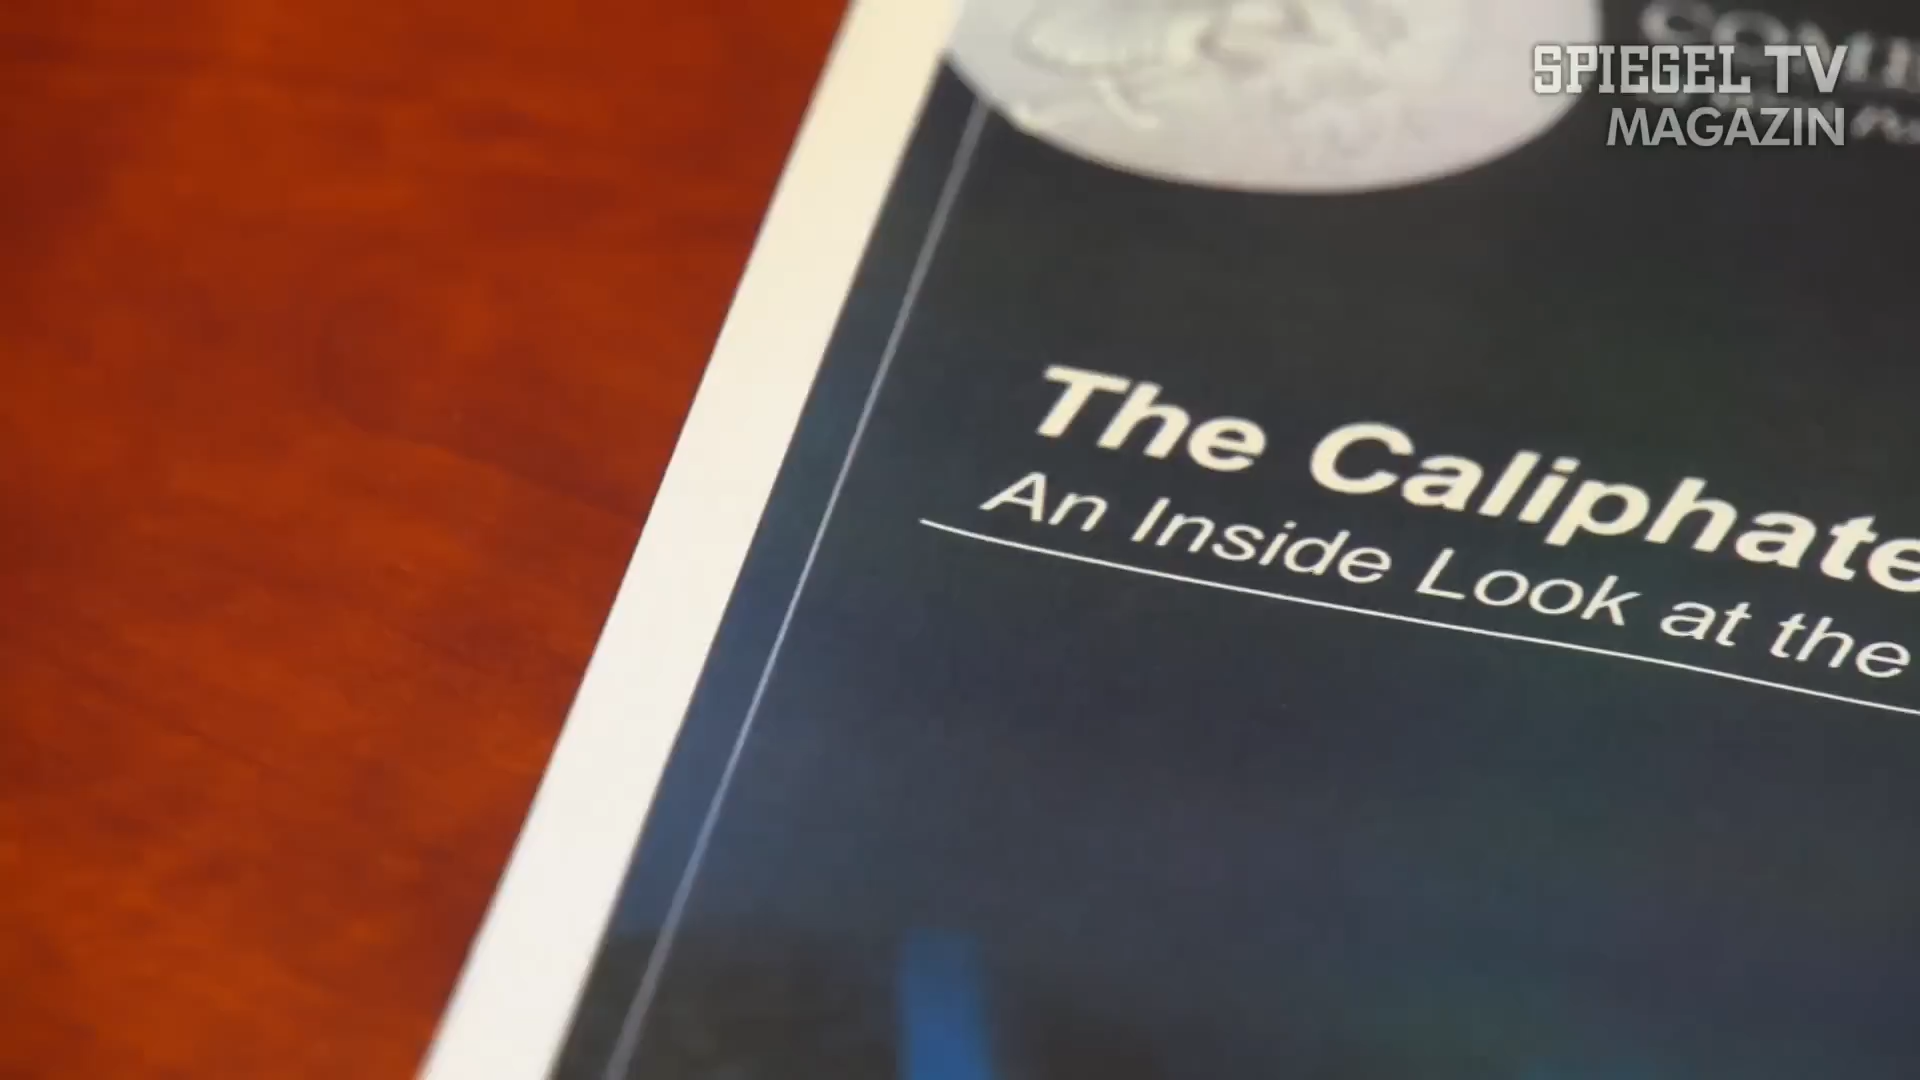 SPIEGEL TV
MAGAZIN
The Caliphate
An Inside Look at the